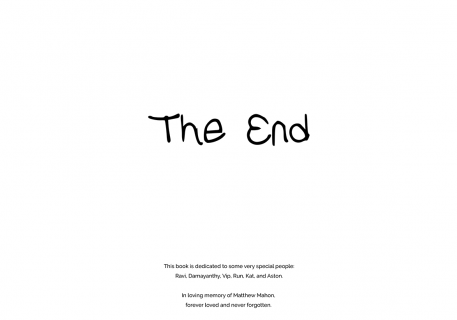 The End
This book is dedicated to some very special people:
Ravi, Damayanthy, Vip, Run, Kat, and Aston.
In loving memory of Matthew Mahon,
forever loved and never forgotten.